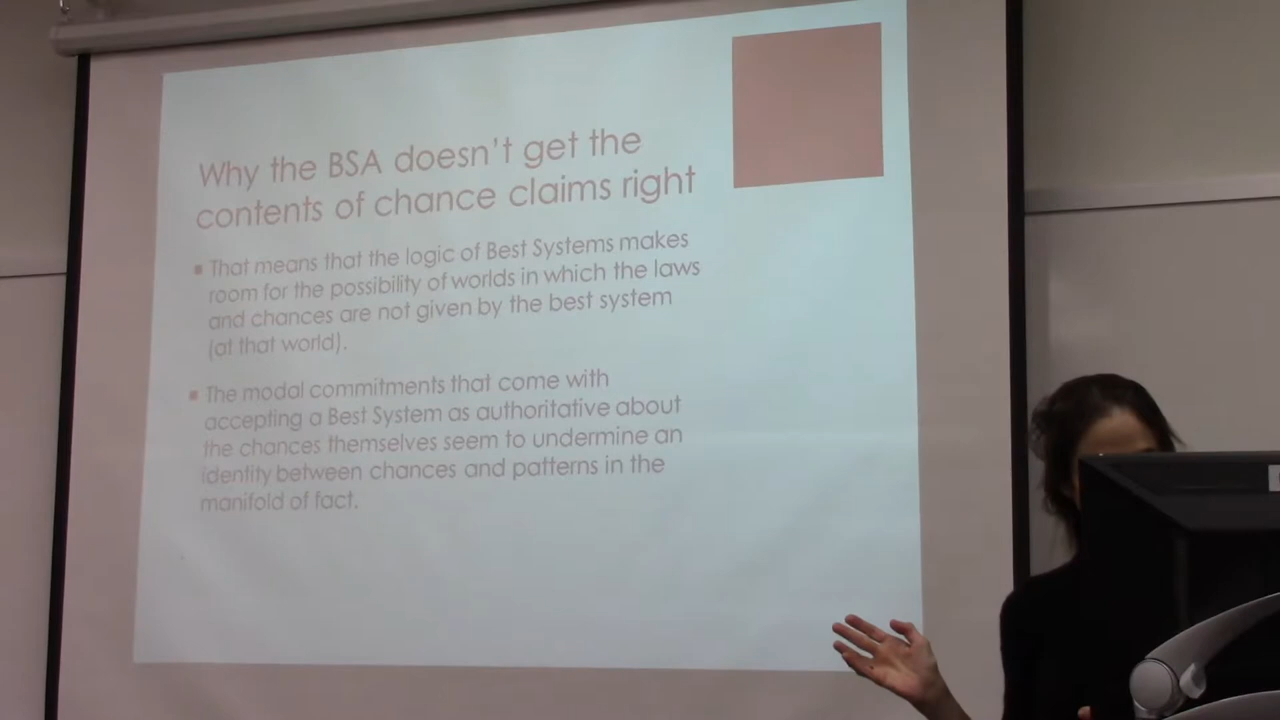 Why the BSA doesn't get the
contents of chance claims right
That means that the logic of Best Systems makes
room for the possibility of worlds in which the laws
and chances are not given by the best system
(at that world).
The modal commitments that come with
accepting a Best System as authoritative about
the chances themselves seem to undermine an
identity between chances and patterns in the
manifold of fact.